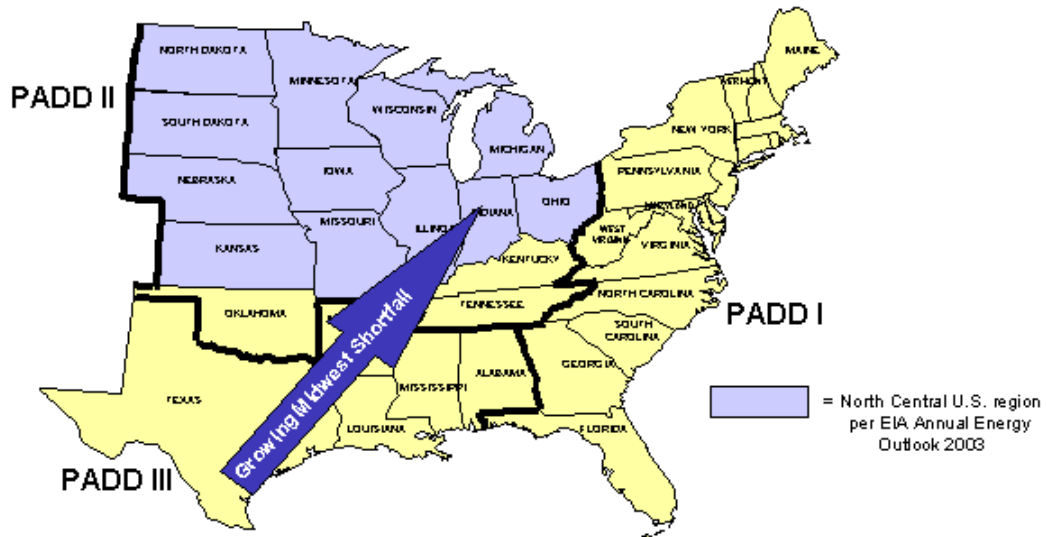 MAINE
NORTH DAKOTA
MINNESOTA
VERMONT
PADD II
WISCONSIN
SOUTH DAKOTA
NEW YORK
MICHIGAN
PENNSYLVANIA
NEBRASKA
IOWA
OHIO
MARYLAND
MISSOURI
ILLINO
DIANA
WEST
VIRGINIA
VIRGINIA
KANSAS
KENTUCKY
NORTH CAROLINA
TENNESSEE
OKLAHOMA
PADD I
SOUTH
CAROLINA
Growing Midwest Shortfall
GEORGIA
ALABAMA
MISSISSIPPI
TEXAS
LOUISIANA
FLORIDA
= North Central U.S. region
per EIA Annual Energy
Outlook 2003
PADD III